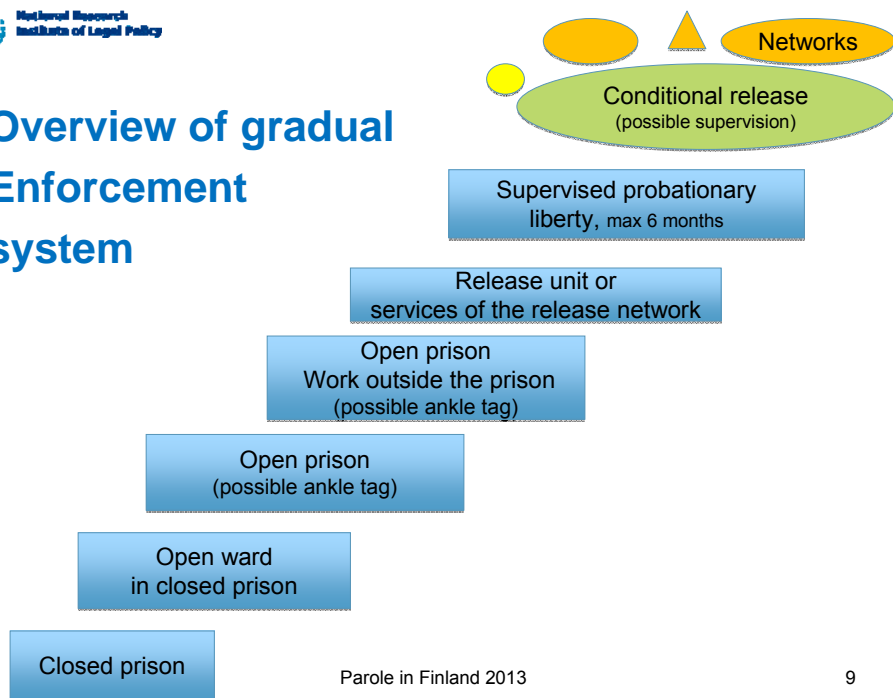 National Research
Institute of Legal Policy
Networks
Conditional release
(possible supervision)
Overview of gradual
Enforcement
system
Supervised probationary
liberty, max 6 months
Release unit or
services of the release network
Open prison
Work outside the prison
(possible ankle tag)
Open prison
(possible ankle tag)
Open ward
in closed prison
Closed prison
Parole in Finland 2013
9